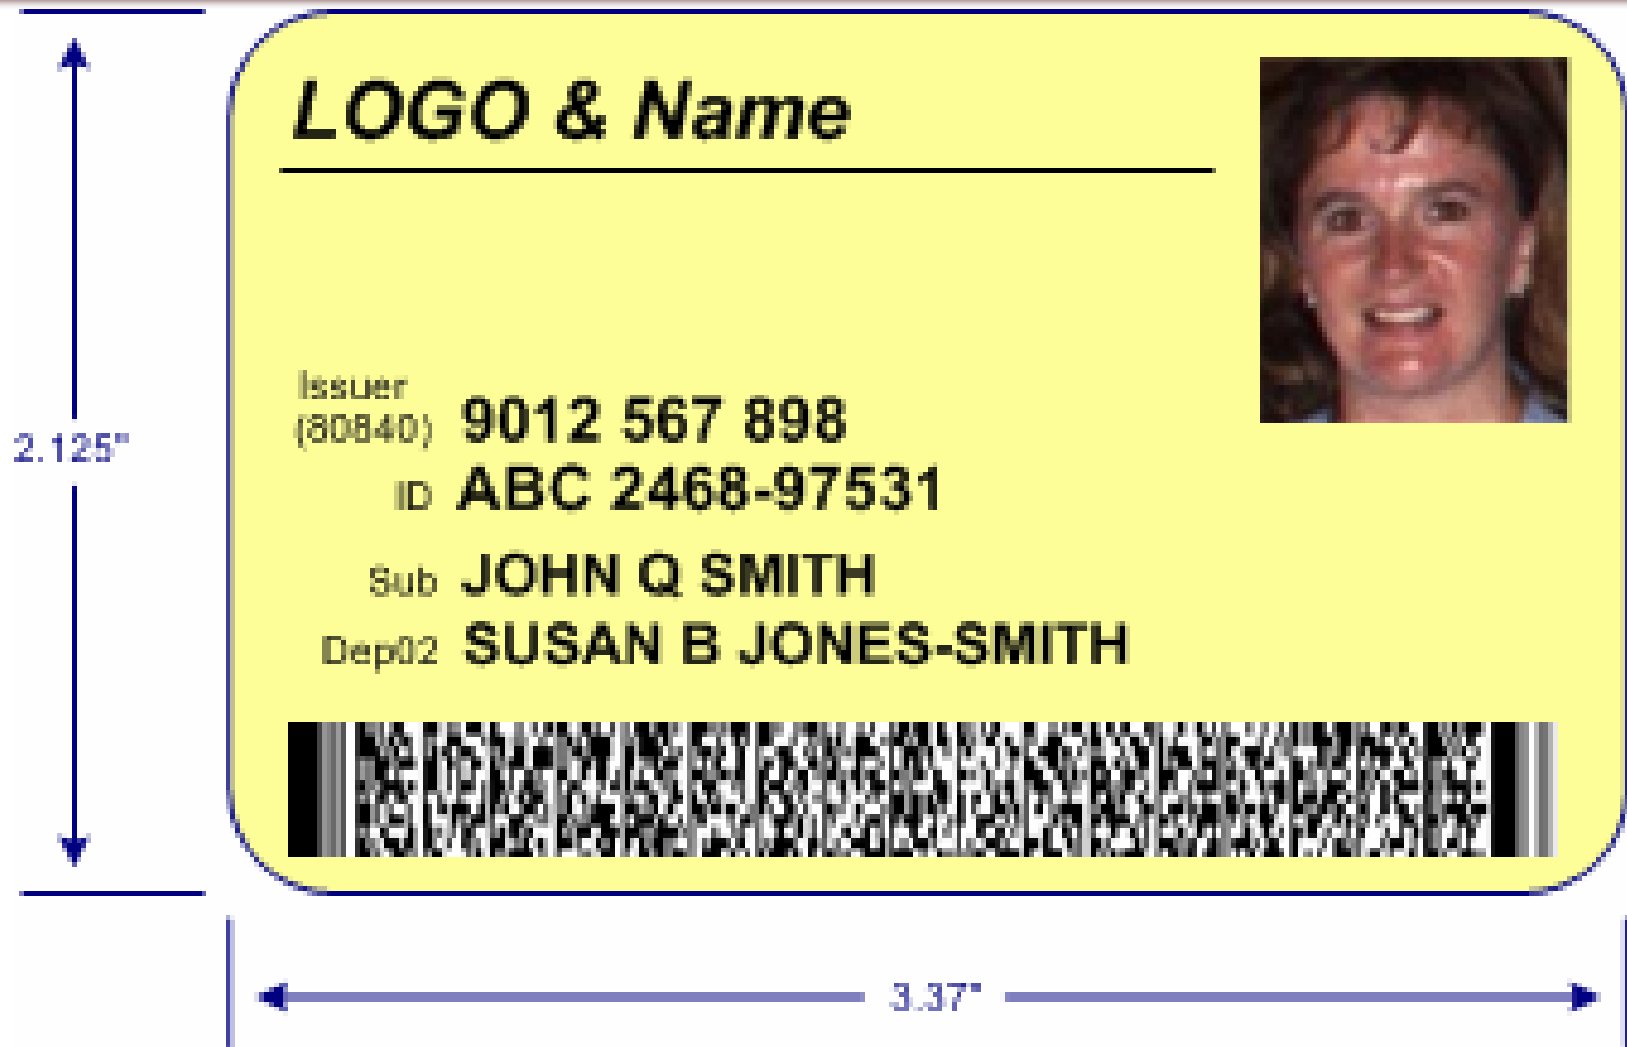 LOGO & Name
Issuer
(80840) 9012 567 898
ID ABC 2468-97531
Sub JOHN Q SMITH
Dep02 SUSAN B JONES-SMITH
2.125"
3.37"